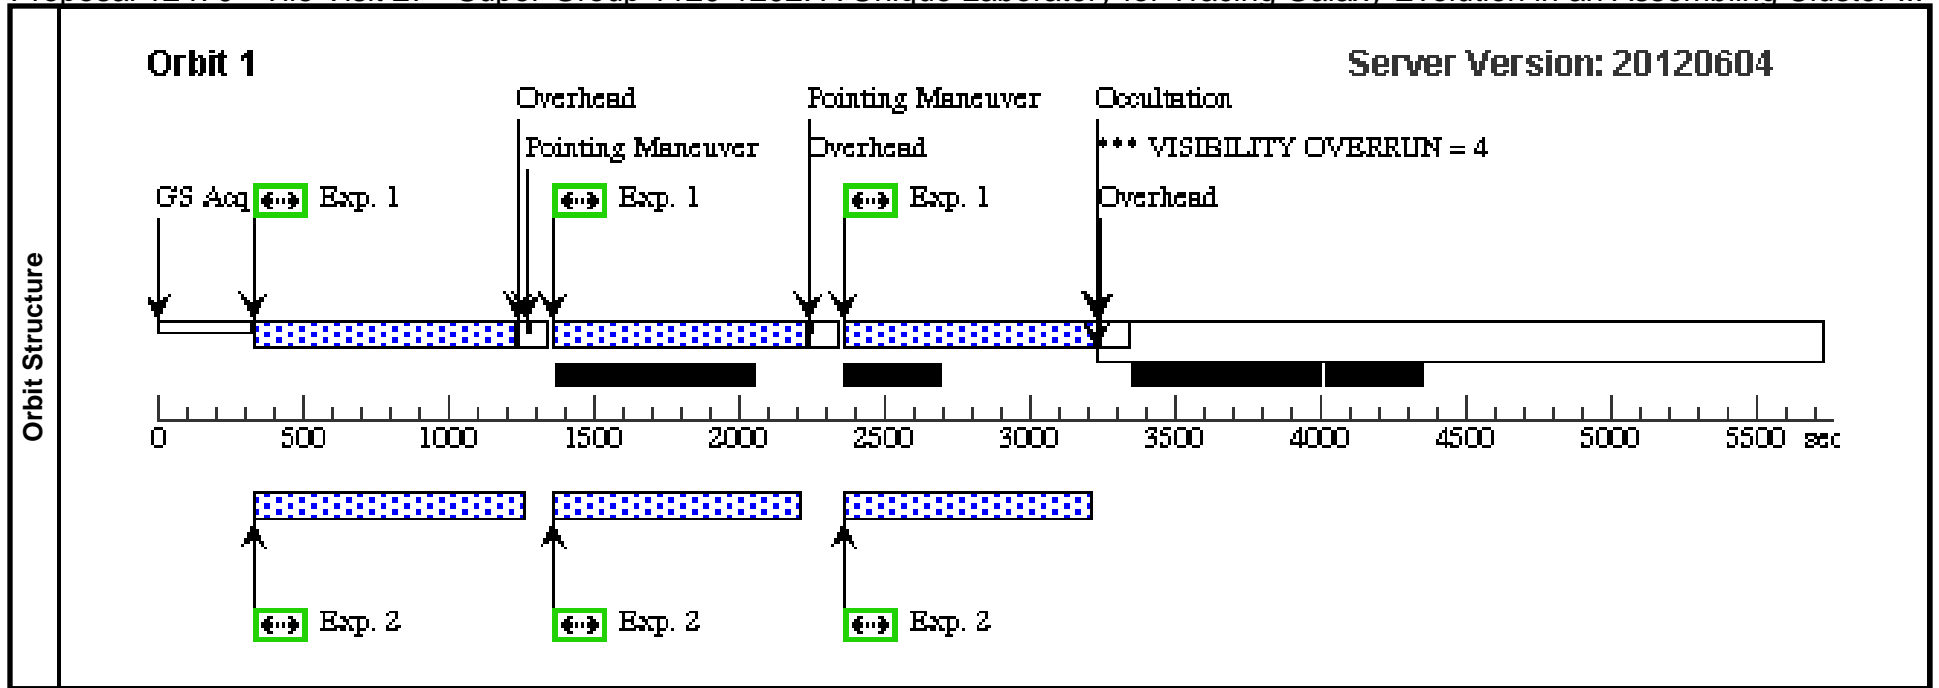 Orbit Structure
Orbit 1
Server Version: 20120604
Overhead
Pointing Maneuver
Occultation
Pointing Maneuver
Overhead
*** VISIBILITY OVERRUN = 4
GS Acq
Exp. 1
Exp. 1
Exp. 1
Overhead
0 500 1000 1500 2000 2500 3000 3500 4000 4500 5000 5500 sec
Exp. 2
Exp. 2
Exp. 2